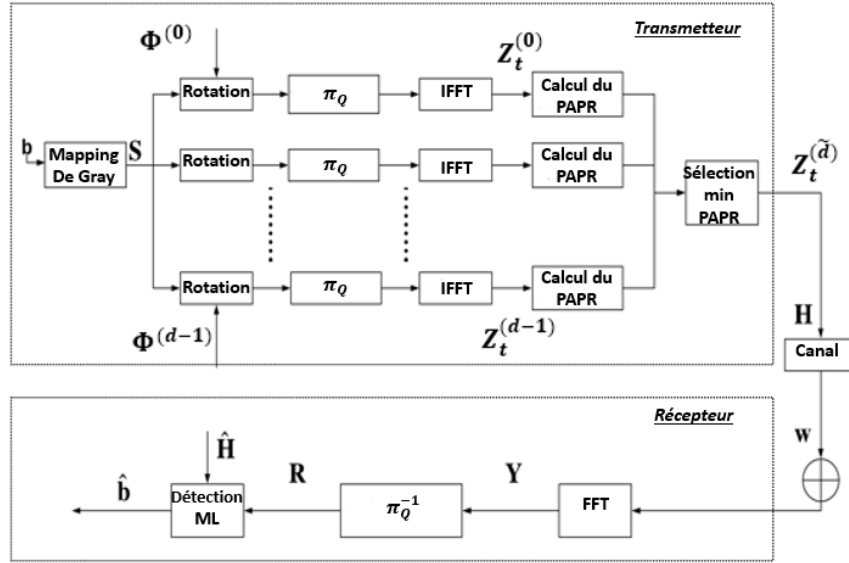 Transmetteur
Φ^(0)
Z_t^(0)
Rotation
π_Q
IFFT
Calcul du
PAPR
b
Mapping
De Gray
S
Rotation
π_Q
IFFT
Calcul du
PAPR
Sélection
min
PAPR
Z_t^(d̃)
Rotation
π_Q
IFFT
Calcul du
PAPR
Φ^(d−1)
Z_t^(d−1)
H
Canal
Récepteur
w
Ĥ
b̂
Détection
ML
R
π_Q^−1
Y
FFT